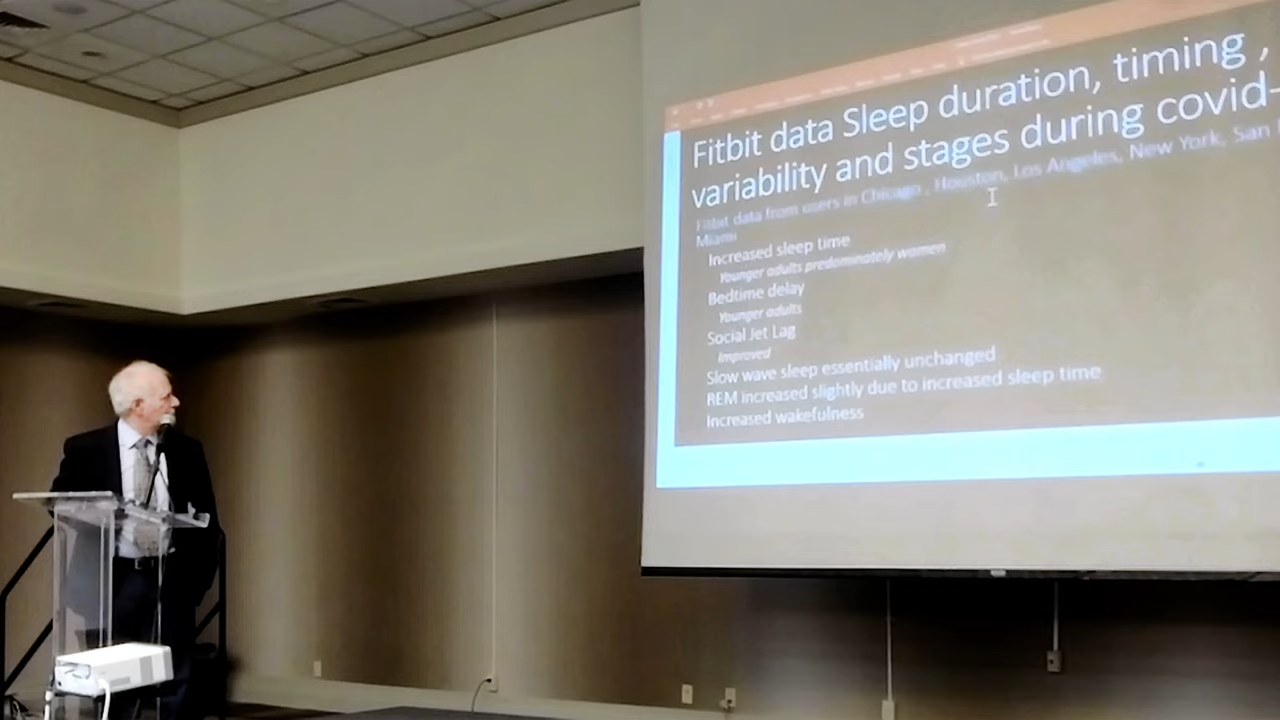 Fitbit data Sleep duration, timing ,
variability and stages during covid-
Fitbit data from users in Chicago , Houston, Los Angeles, New York, San
Miami
Increased sleep time
Younger adults predominately women
Bedtime delay
Younger adults
Social Jet Lag
Improved
Slow wave sleep essentially unchanged
REM increased slightly due to increased sleep time
Increased wakefulness